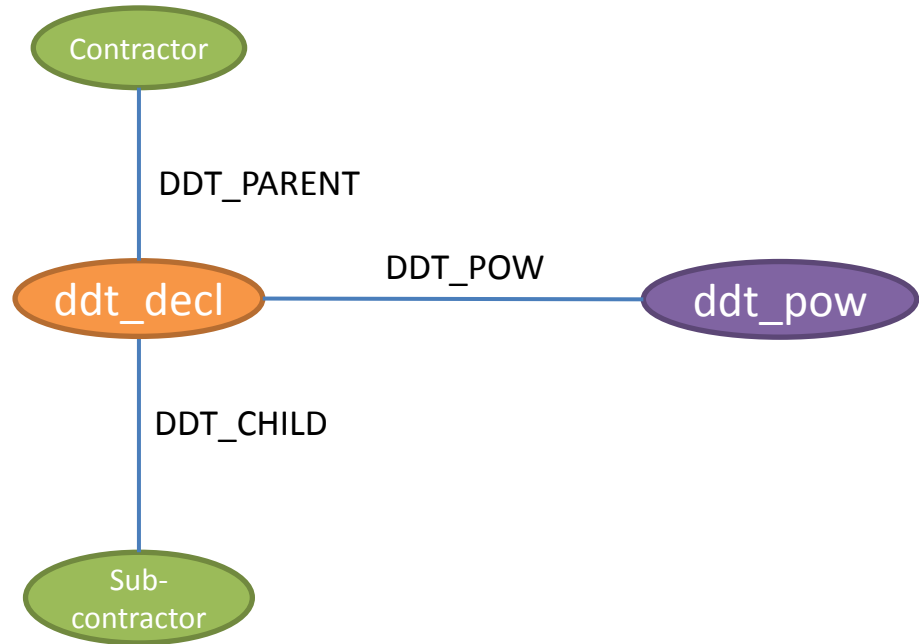 Contractor
DDT_PARENT
DDT_POW
ddt_decl
ddt_pow
DDT_CHILD
Sub-
contractor